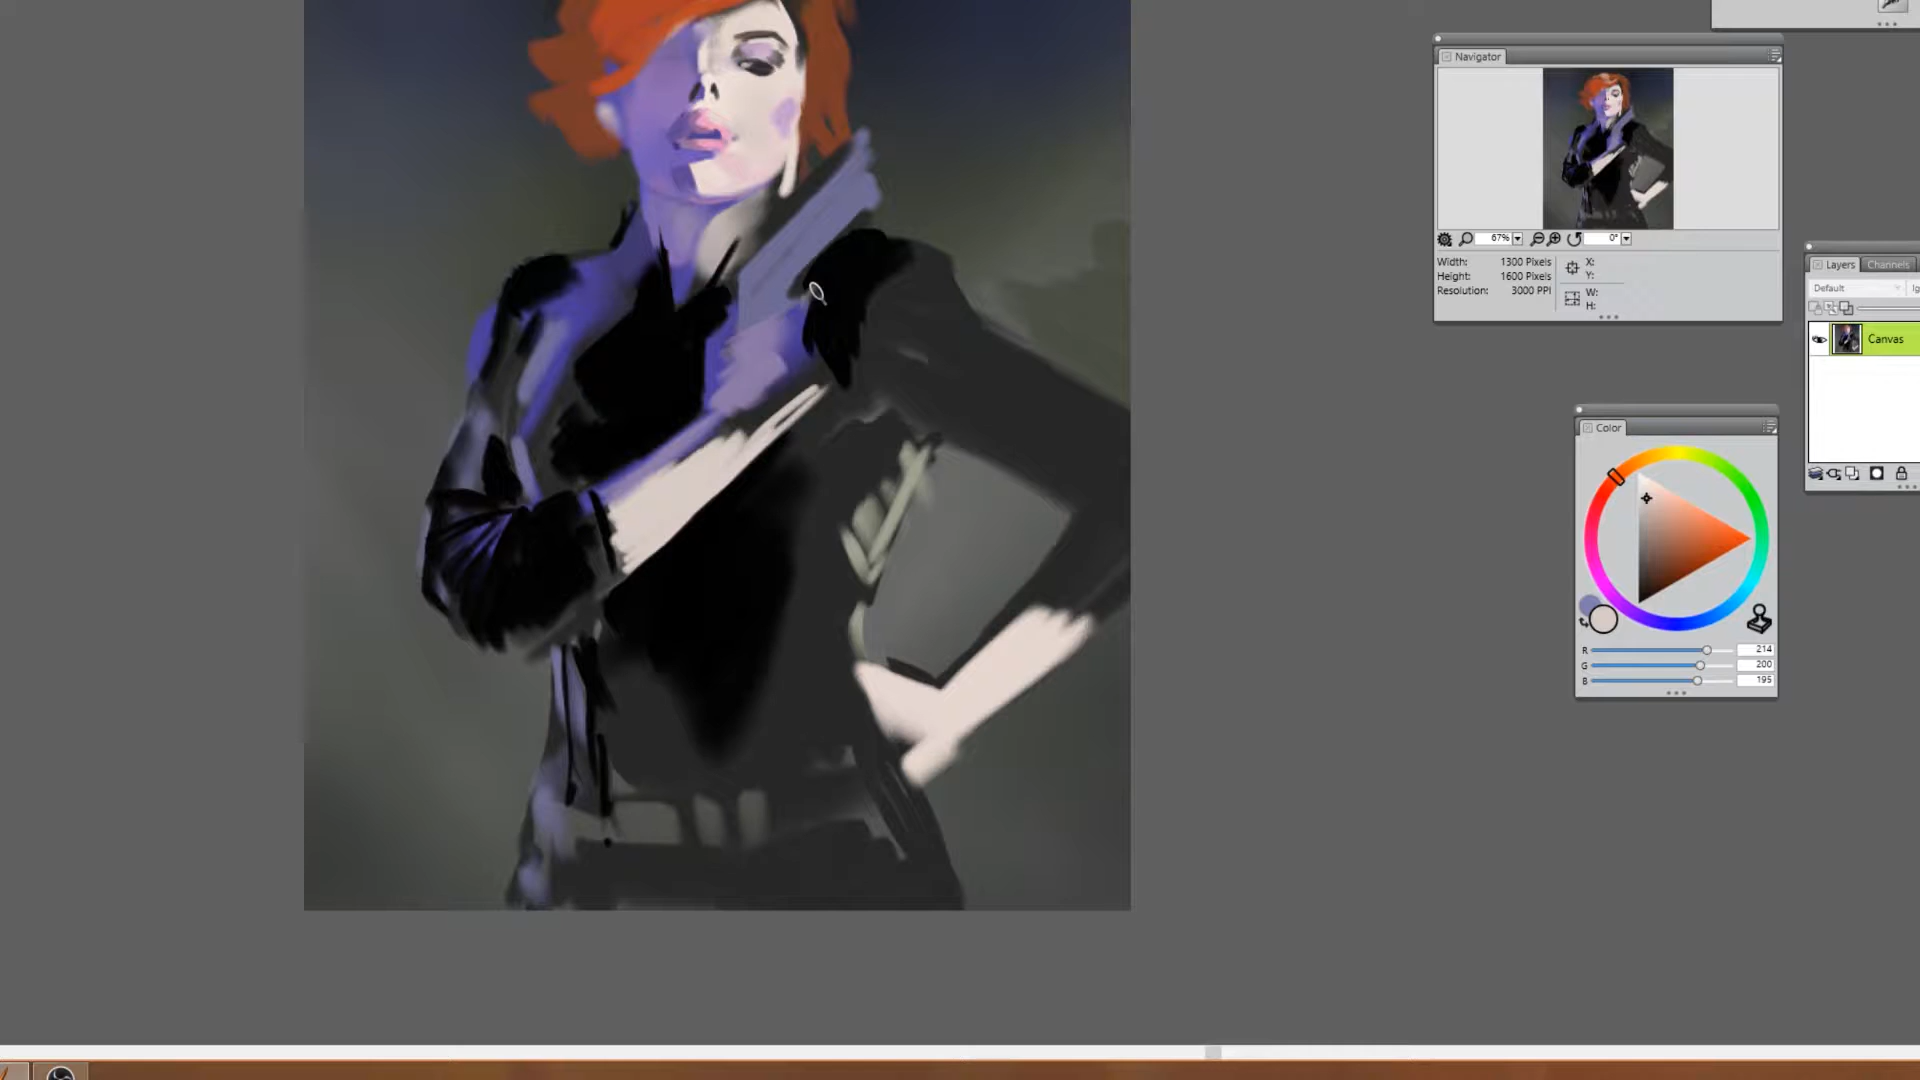 Navigator
67%
0°
Width: 1300 Pixels
Height: 1600 Pixels
Resolution: 3000 PPI
X:
Y:
W:
H:
Layers Channels
Default
Canvas
Color
R 214
G 200
B 195